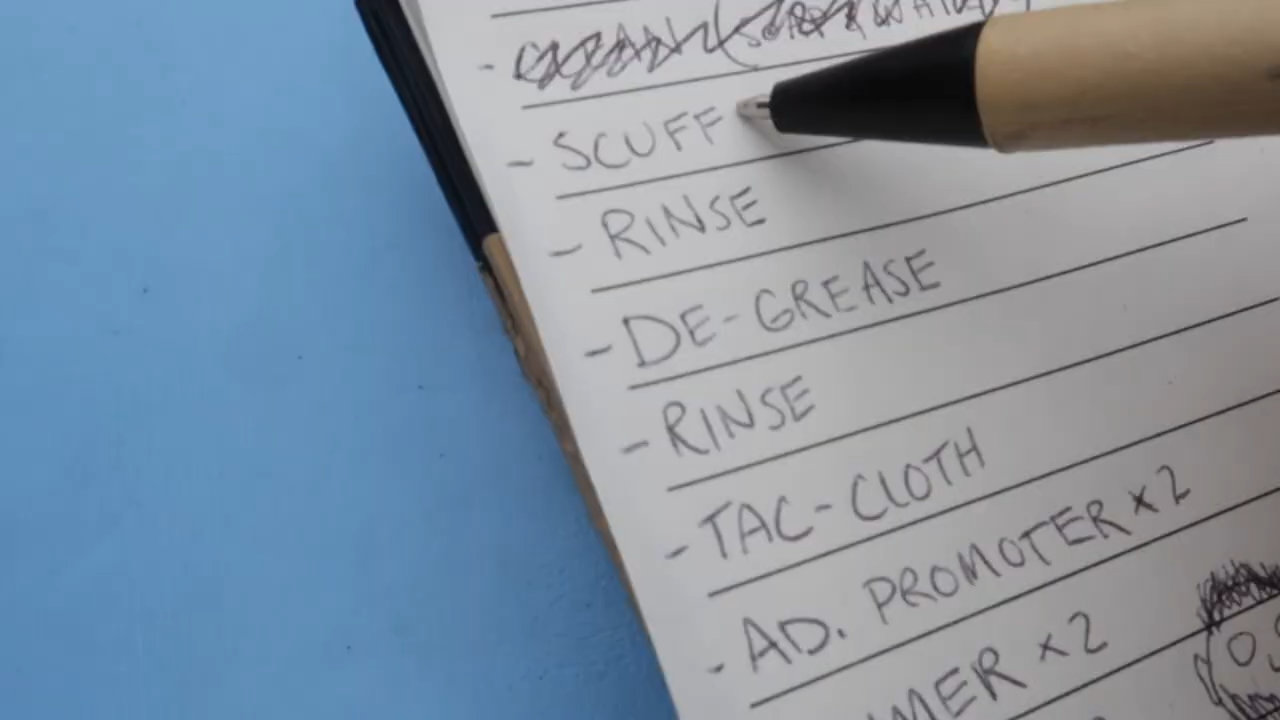 - SCUFF
- RINSE
- DE-GREASE
- RINSE
- TAC-CLOTH
- AD. PROMOTER x2
x2